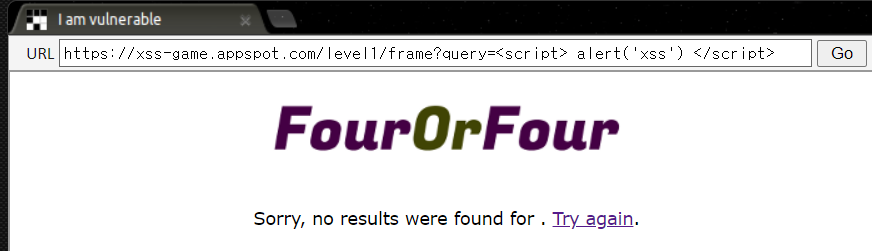 I am vulnerable
URL https://xss-game.appspot.com/level1/frame?query=<script> alert('xss') </script> Go
FourOrFour
Sorry, no results were found for . Try again.